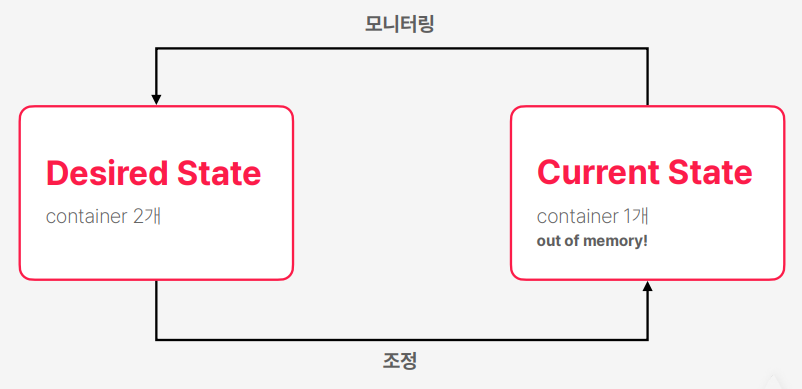 모니터링
Desired State
container 2개
Current State
container 1개
out of memory!
조정